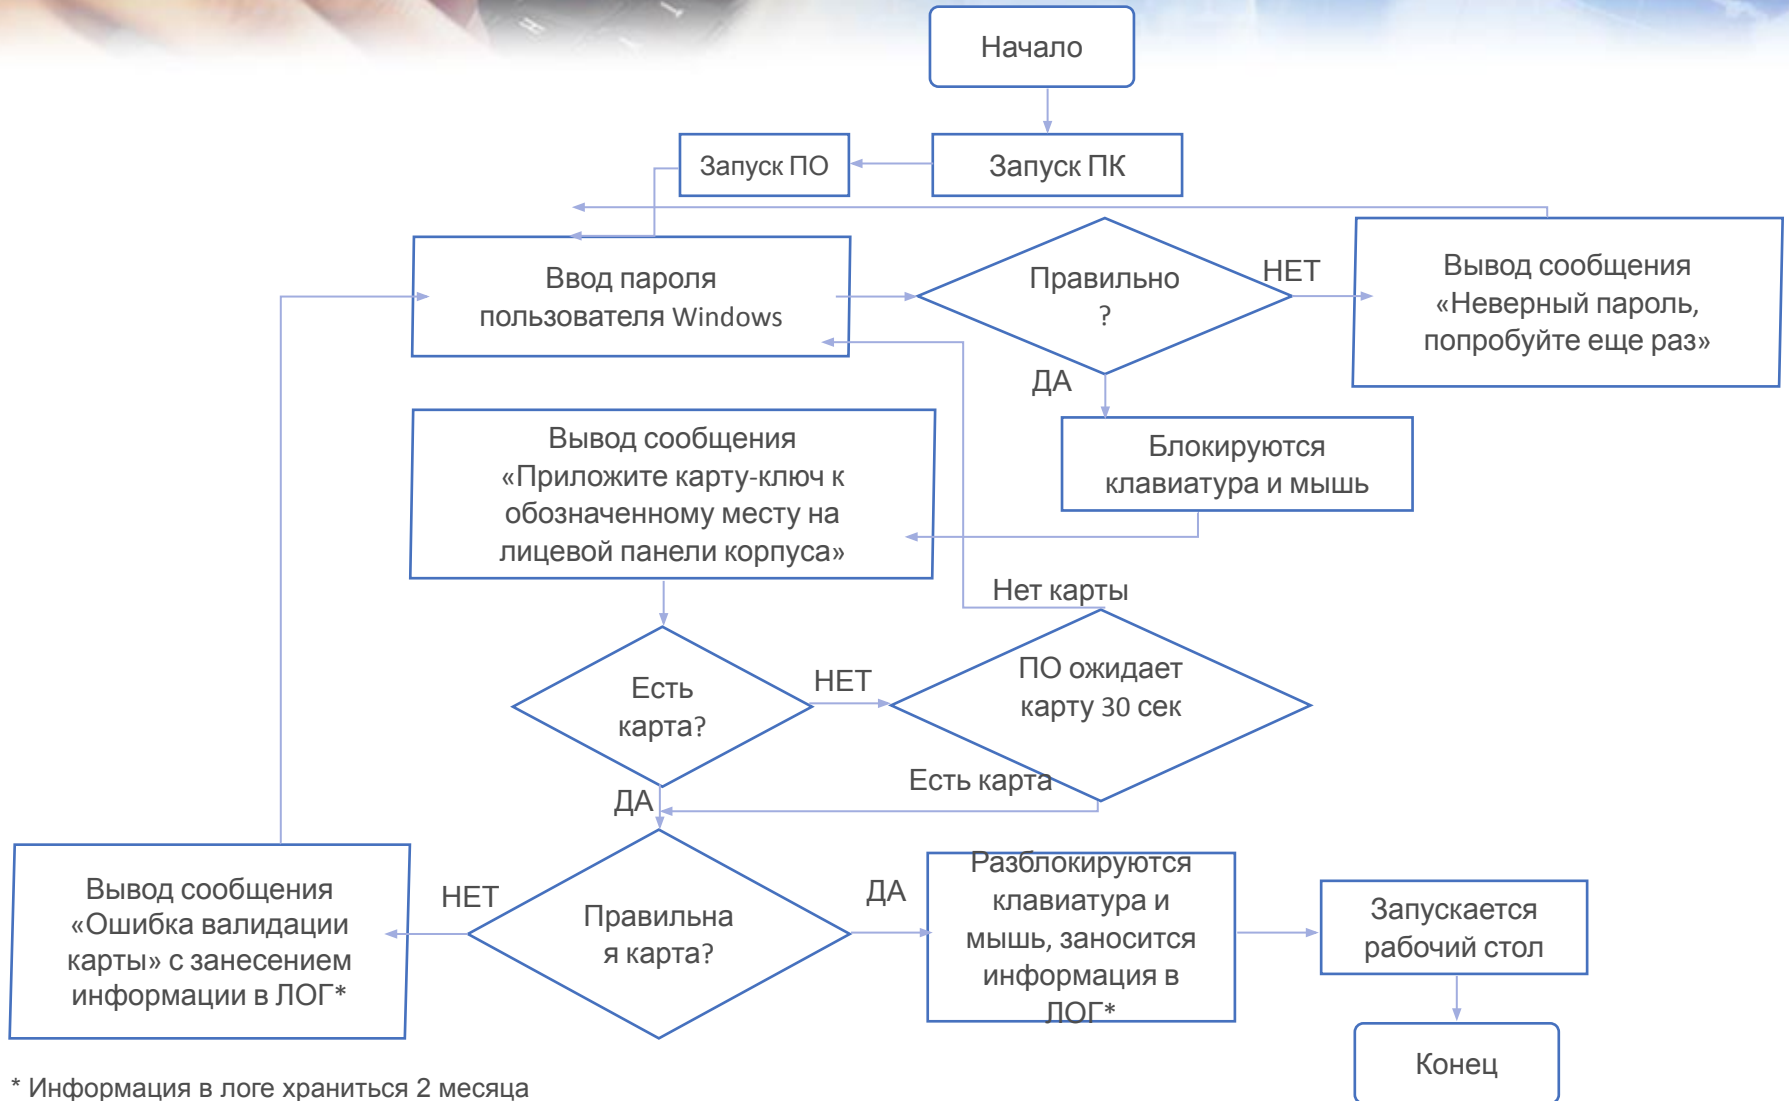 Начало
Запуск ПО
Запуск ПК
Ввод пароля
пользователя Windows
Правильно
?
НЕТ
Вывод сообщения
«Неверный пароль,
попробуйте еще раз»
ДА
Блокируются
клавиатура и мышь
Вывод сообщения
«Приложите карту-ключ к
обозначенному месту на
лицевой панели корпуса»
Нет карты
Есть
карта?
НЕТ
ПО ожидает
карту 30 сек
Есть карта
ДА
Вывод сообщения
«Ошибка валидации
карты» с занесением
информации в ЛОГ*
НЕТ
Правильна
я карта?
ДА
Разблокируются
клавиатура и
мышь, заносится
информация в
ЛОГ*
Запускается
рабочий стол
Конец
* Информация в логе храниться 2 месяца